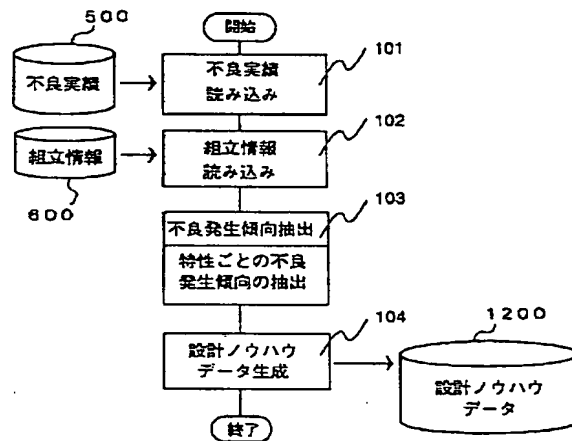 500
開始
101
不良実績
不良実績
読み込み
102
組立情報
組立情報
読み込み
600
103
不良発生傾向抽出
特性ごとの不良
発生傾向の抽出
104
1200
設計ノウハウ
データ生成
設計ノウハウ
データ
終了